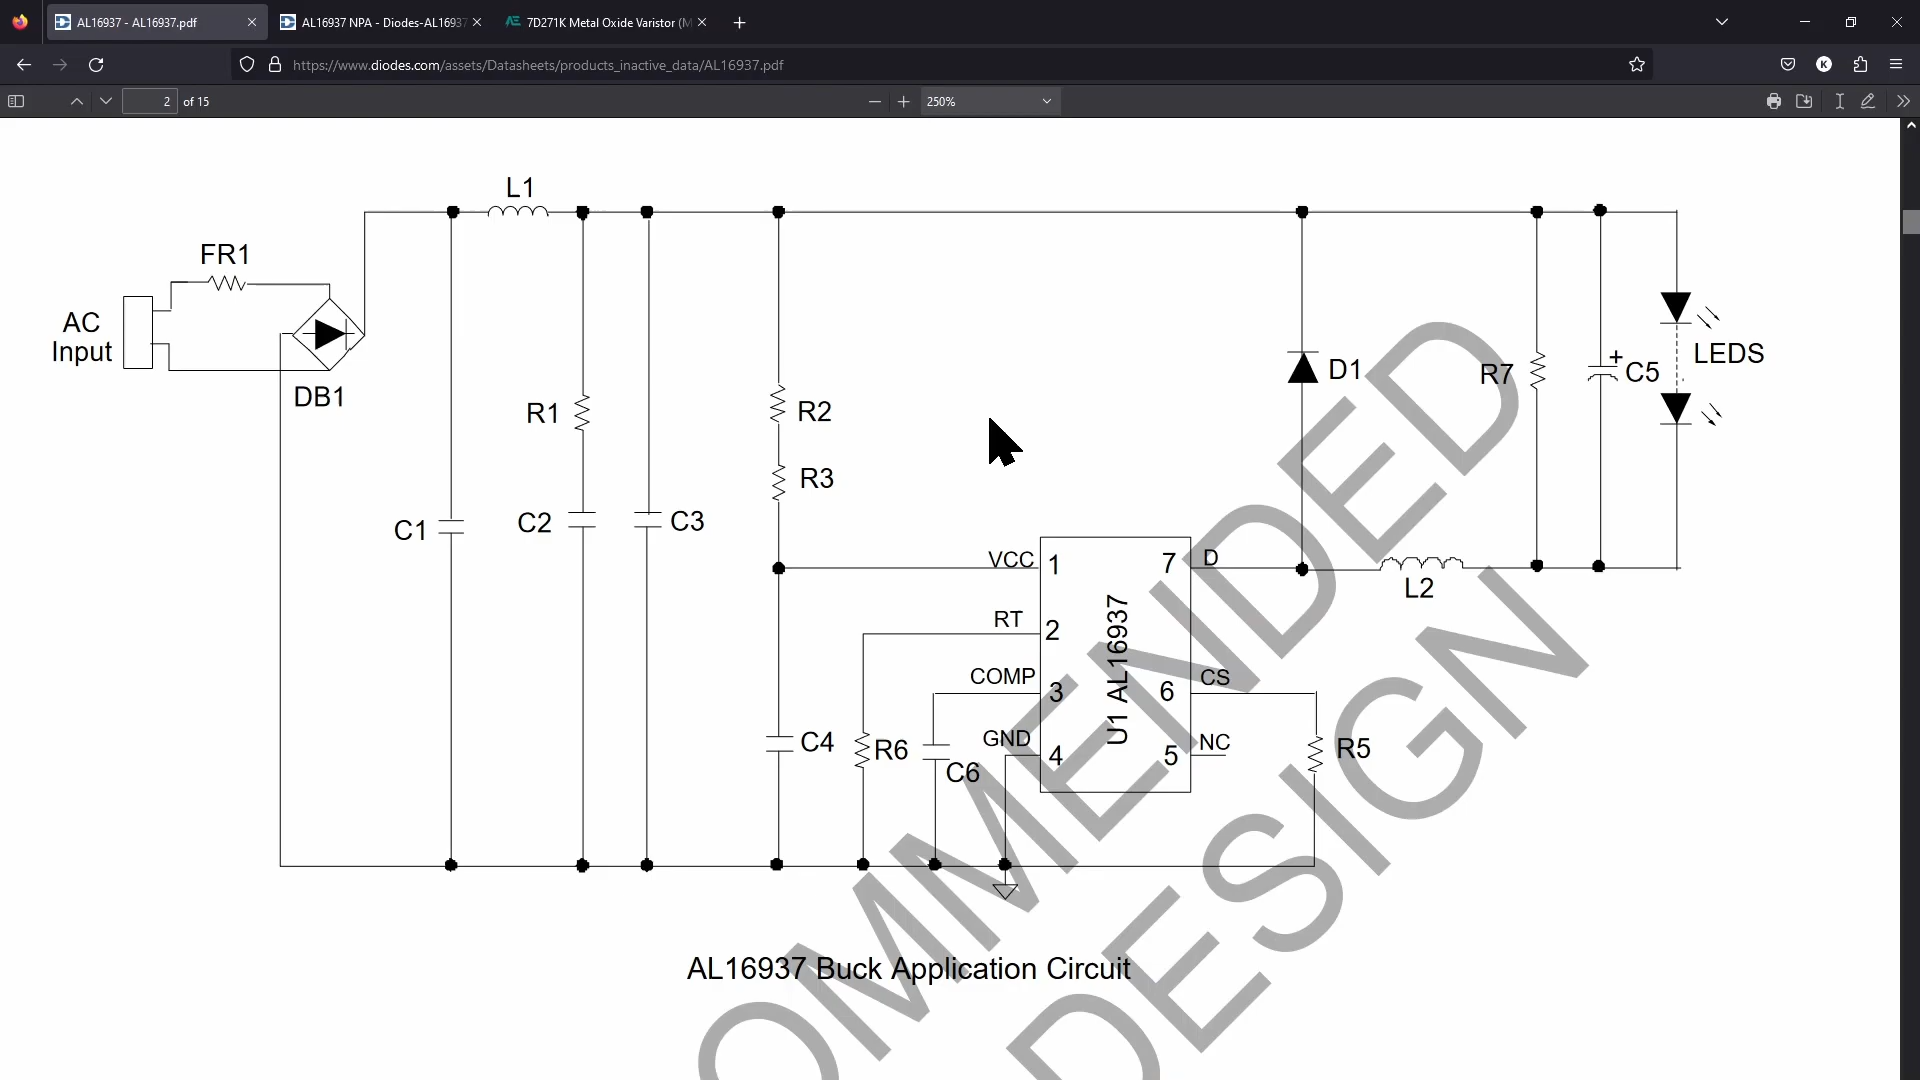 AL16937 - AL16937.pdf
AL16937 NPA - Diodes-AL16937
7D271K Metal Oxide Varistor (M
https://www.diodes.com/assets/Datasheets/products_inactive_data/AL16937.pdf
K
2 of 15
250%
L1
FR1
AC
Input
DB1
R1
C1
C2
C3
R2
R3
C4
D1
R7
+
C5
LEDS
L2
VCC 1
RT 2
COMP 3
GND 4
U1 AL16937
7 D
6 CS
5 NC
R6
C6
R5
AL16937 Buck Application Circuit
OMMENDED
DESIGN